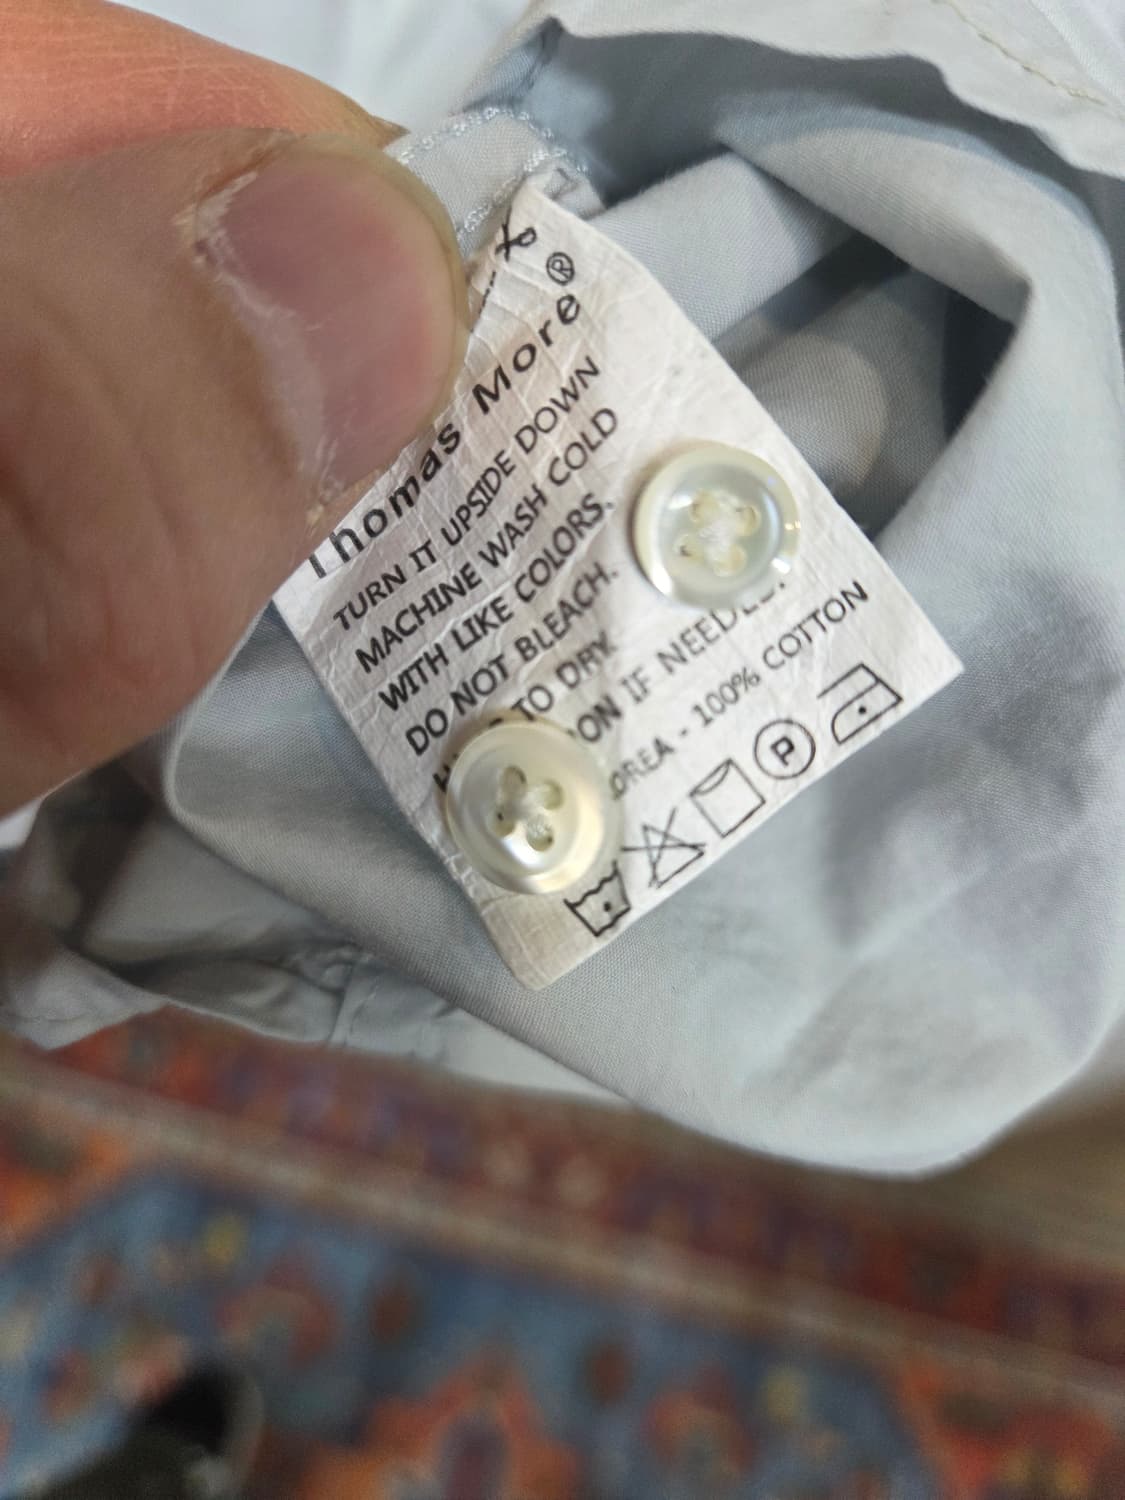 Thomas More®
TURN IT UPSIDE DOWN
MACHINE WASH COLD
WITH LIKE COLORS.
DO NOT BLEACH.
TO DRY.
ON IF NEEDED.
- 100% COTTON
P